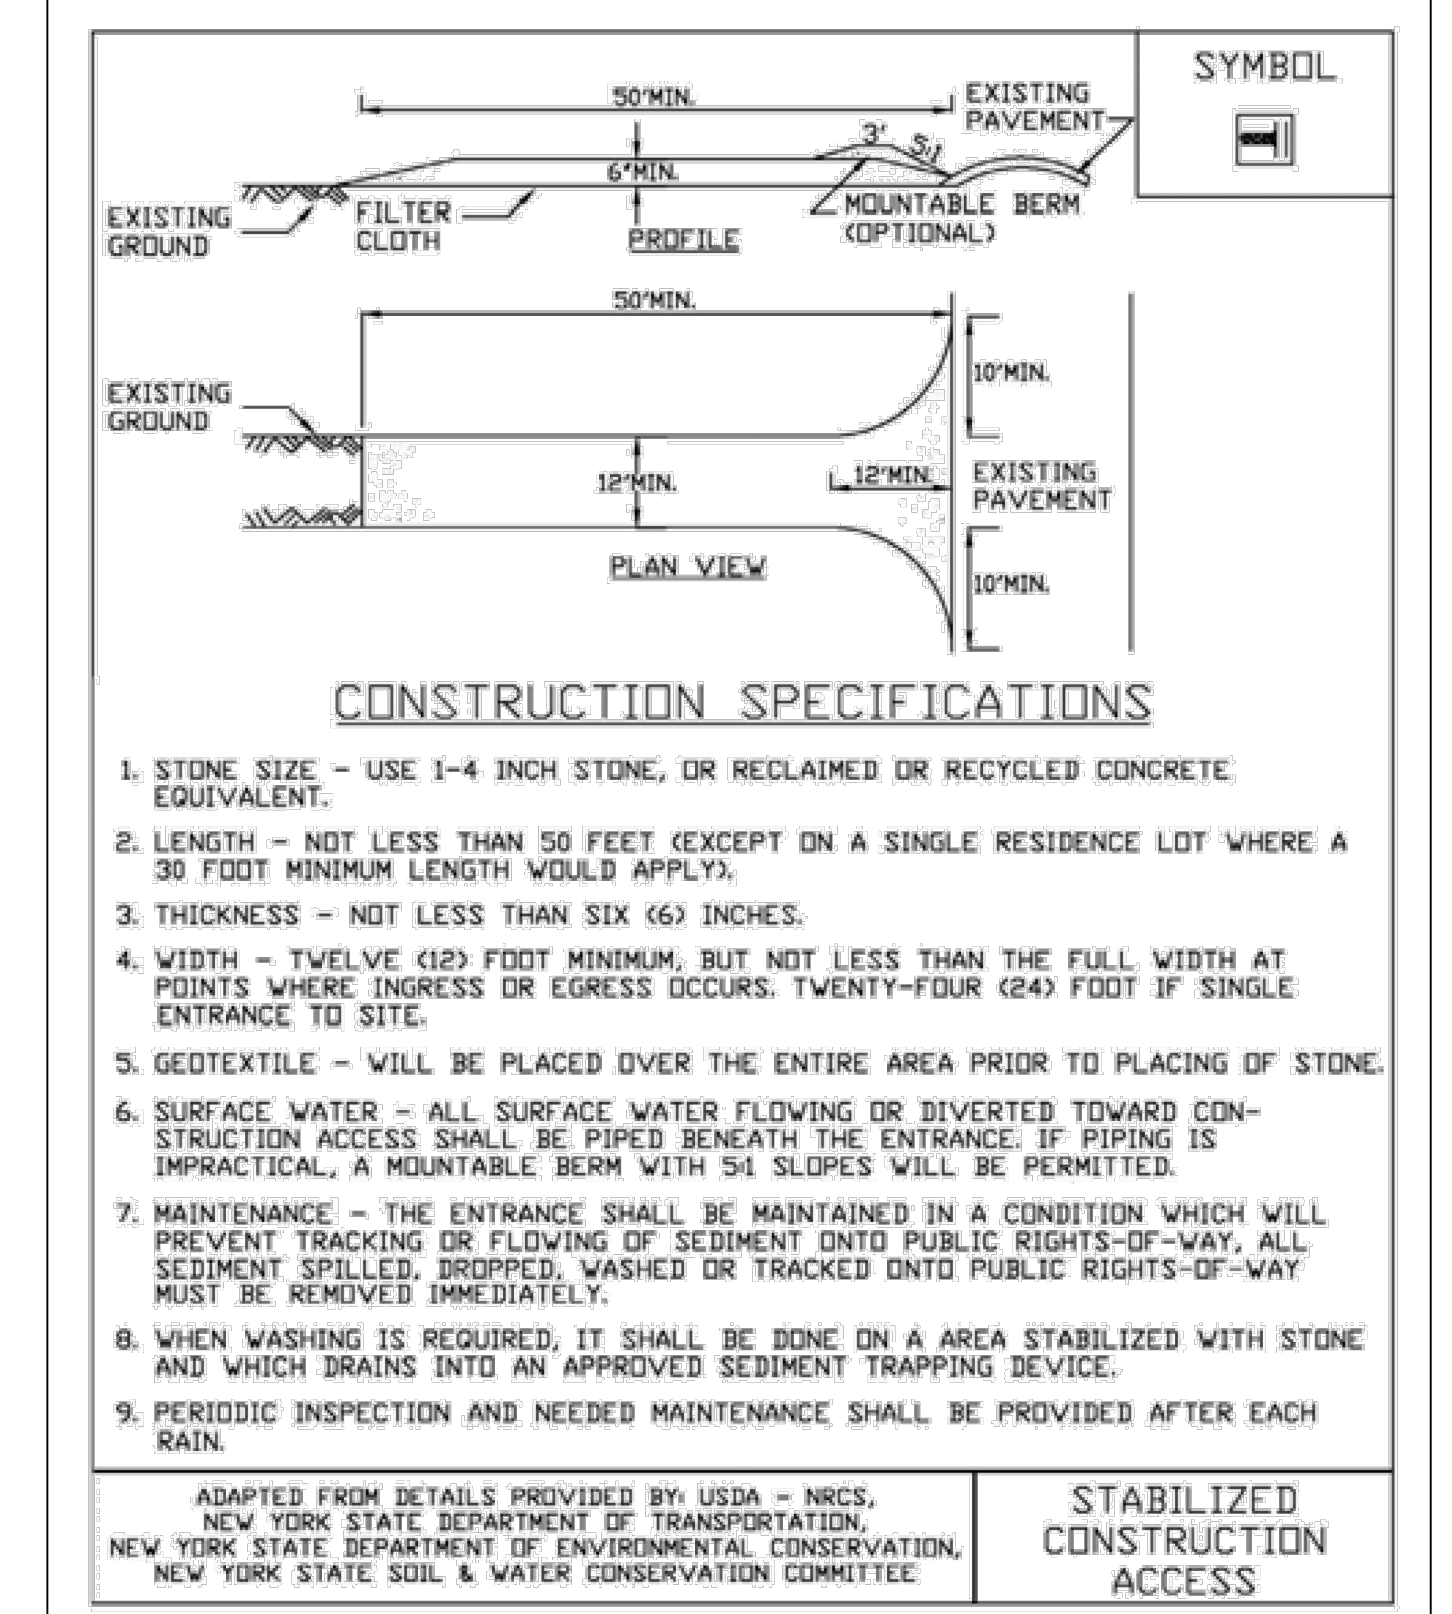 SYMBOL
50'MIN.
EXISTING
PAVEMENT
3'
5:1
6"MIN.
EXISTING
GROUND
FILTER
CLOTH
PROFILE
MOUNTABLE BERM
(OPTIONAL)
50'MIN.
10'MIN.
EXISTING
GROUND
12'MIN.
12'MIN.
EXISTING
PAVEMENT
PLAN VIEW
10'MIN.
CONSTRUCTION SPECIFICATIONS
1. STONE SIZE - USE 1-4 INCH STONE, OR RECLAIMED OR RECYCLED CONCRETE
EQUIVALENT.
2. LENGTH - NOT LESS THAN 50 FEET (EXCEPT ON A SINGLE RESIDENCE LOT WHERE A
30 FOOT MINIMUM LENGTH WOULD APPLY).
3. THICKNESS - NOT LESS THAN SIX (6) INCHES.
4. WIDTH - TWELVE (12) FOOT MINIMUM, BUT NOT LESS THAN THE FULL WIDTH AT
POINTS WHERE INGRESS OR EGRESS OCCURS. TWENTY-FOUR (24) FOOT IF SINGLE
ENTRANCE TO SITE.
5. GEOTEXTILE - WILL BE PLACED OVER THE ENTIRE AREA PRIOR TO PLACING OF STONE.
6. SURFACE WATER - ALL SURFACE WATER FLOWING OR DIVERTED TOWARD CON-
STRUCTION ACCESS SHALL BE PIPED BENEATH THE ENTRANCE. IF PIPING IS
IMPRACTICAL, A MOUNTABLE BERM WITH 5:1 SLOPES WILL BE PERMITTED.
7. MAINTENANCE - THE ENTRANCE SHALL BE MAINTAINED IN A CONDITION WHICH WILL
PREVENT TRACKING OR FLOWING OF SEDIMENT ONTO PUBLIC RIGHTS-OF-WAY, ALL
SEDIMENT SPILLED, DROPPED, WASHED OR TRACKED ONTO PUBLIC RIGHTS-OF-WAY
MUST BE REMOVED IMMEDIATELY.
8. WHEN WASHING IS REQUIRED, IT SHALL BE DONE ON A AREA STABILIZED WITH STONE
AND WHICH DRAINS INTO AN APPROVED SEDIMENT TRAPPING DEVICE.
9. PERIODIC INSPECTION AND NEEDED MAINTENANCE SHALL BE PROVIDED AFTER EACH
RAIN.
ADAPTED FROM DETAILS PROVIDED BY: USDA - NRCS,
NEW YORK STATE DEPARTMENT OF TRANSPORTATION,
NEW YORK STATE DEPARTMENT OF ENVIRONMENTAL CONSERVATION,
NEW YORK STATE SOIL & WATER CONSERVATION COMMITTEE
STABILIZED
CONSTRUCTION
ACCESS